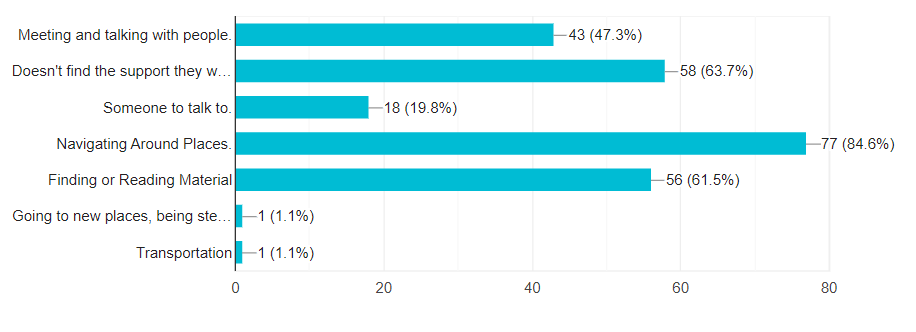 Meeting and talking with people. 43 (47.3%)
Doesn't find the support they w… 58 (63.7%)
Someone to talk to. 18 (19.8%)
Navigating Around Places. 77 (84.6%)
Finding or Reading Material 56 (61.5%)
Going to new places, being ste… 1 (1.1%)
Transportation 1 (1.1%)
0 20 40 60 80